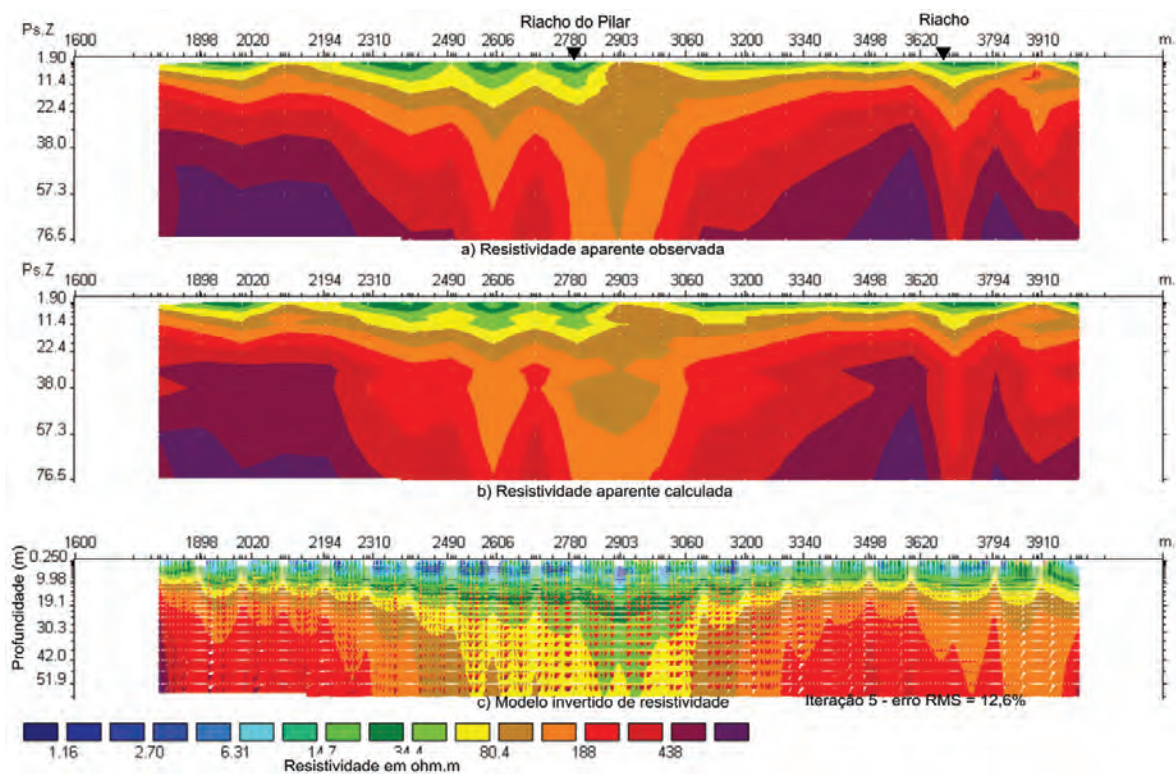 Riacho do Pilar Riacho
Ps.Z
1600 1898 2020 2194 2310 2490 2606 2780 2903 3060 3200 3340 3498 3620 3794 3910 m.
1.90
11.4
22.4
38.0
57.3
76.5
a) Resistividade aparente observada
Ps.Z
1600 1898 2020 2194 2310 2490 2606 2780 2903 3060 3200 3340 3498 3620 3794 3910 m.
1.90
11.4
22.4
38.0
57.3
76.5
b) Resistividade aparente calculada
1600 1898 2020 2194 2310 2490 2606 2780 2903 3060 3200 3340 3498 3620 3794 3910 m.
Profundidade (m)
0.250
9.98
19.1
30.3
42.0
51.9
c) Modelo invertido de resistividade Iteração 5 - erro RMS = 12,6%
1.16 2.70 6.31 14.7 34.4 80.4 188 438
Resistividade em ohm.m